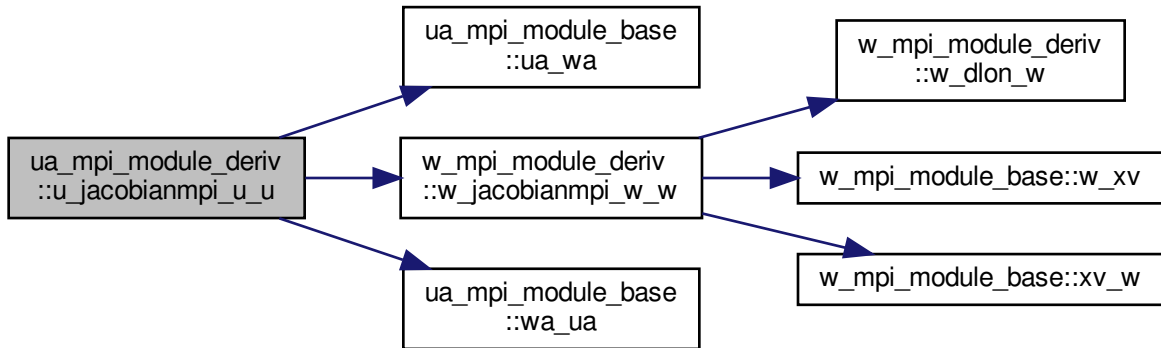 ua_mpi_module_deriv
::u_jacobianmpi_u_u
ua_mpi_module_base
::ua_wa
w_mpi_module_deriv
::w_jacobianmpi_w_w
ua_mpi_module_base
::wa_ua
w_mpi_module_deriv
::w_dlon_w
w_mpi_module_base::w_xv
w_mpi_module_base::xv_w